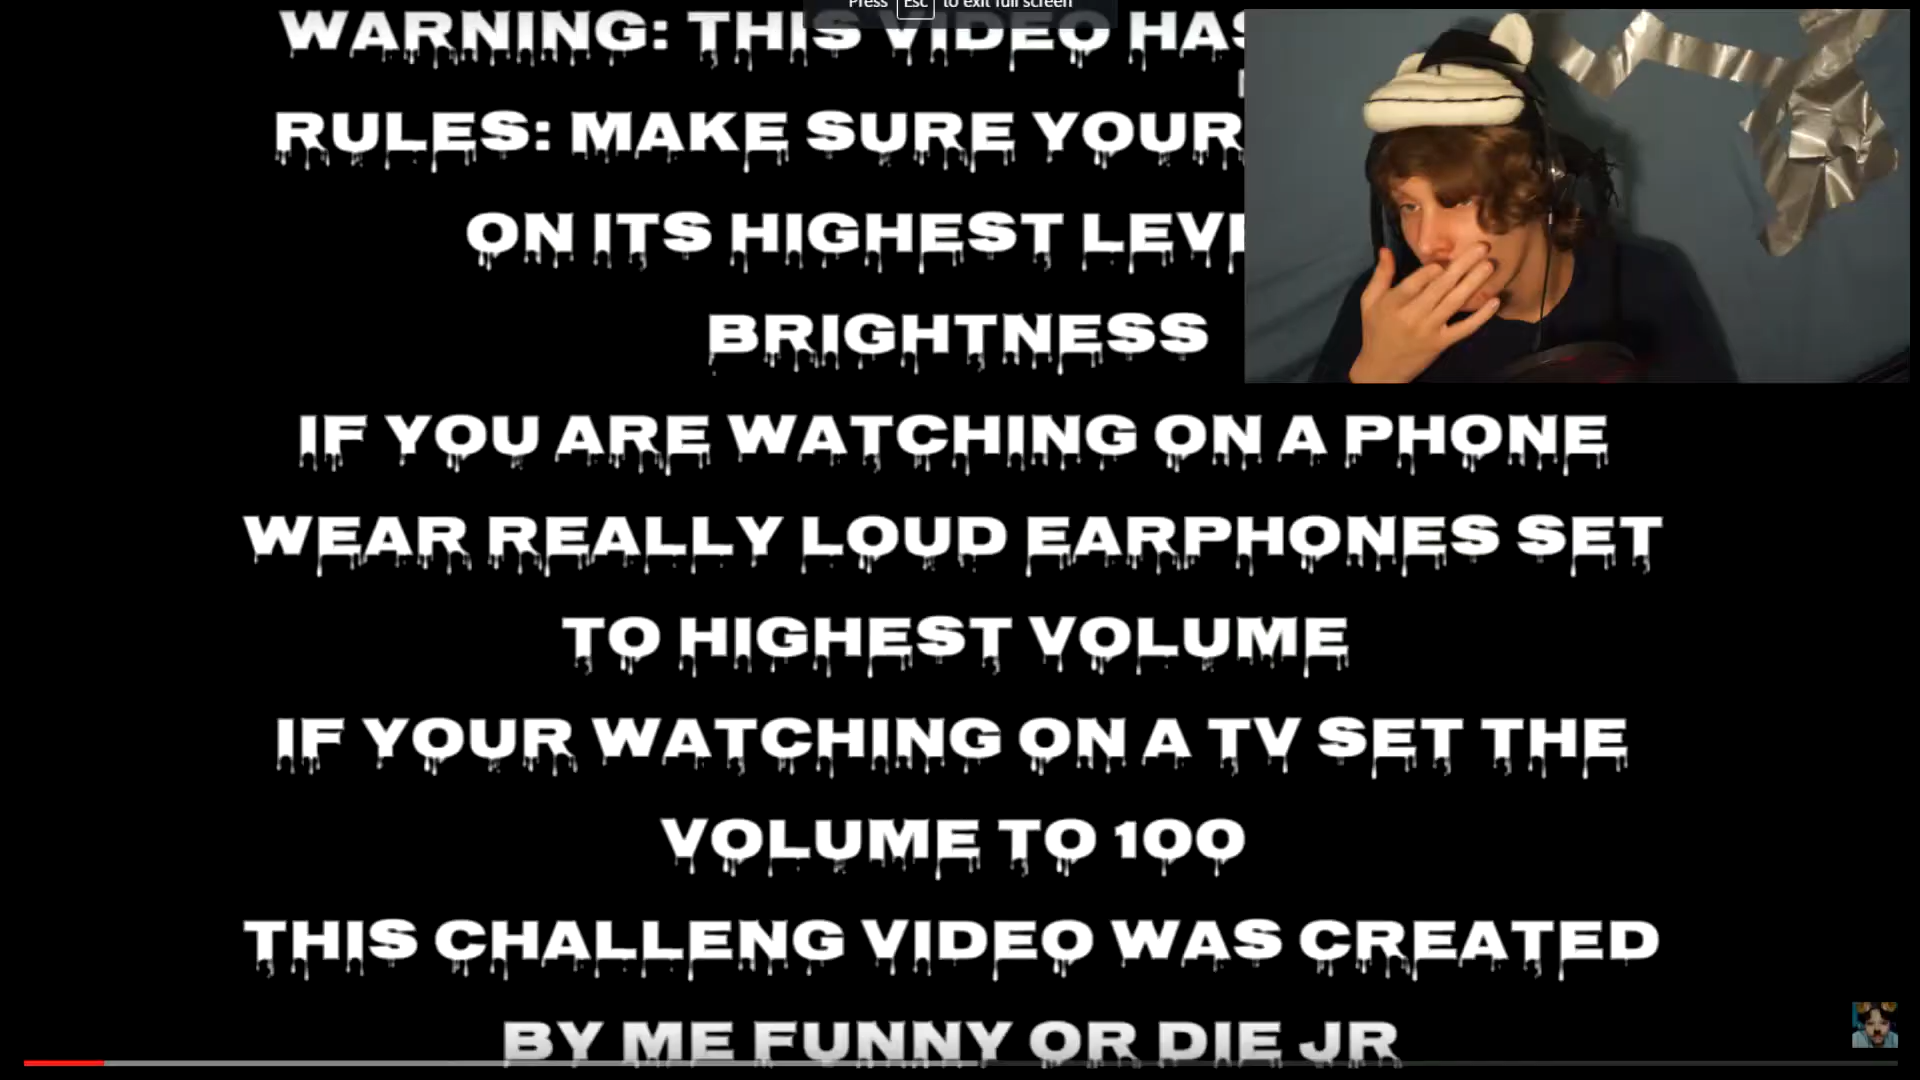 Press Esc to exit full screen
WARNING: THIS VIDEO HAS
RULES: MAKE SURE YOUR
ON ITS HIGHEST
BRIGHTNESS
IF YOU ARE WATCHING ON A PHONE
WEAR REALLY LOUD EARPHONES SET
TO HIGHEST VOLUME
IF YOUR WATCHING ON A TV SET THE
VOLUME TO 100
THIS CHALLENG VIDEO WAS CREATED
BY ME FUNNY OR DIE JR